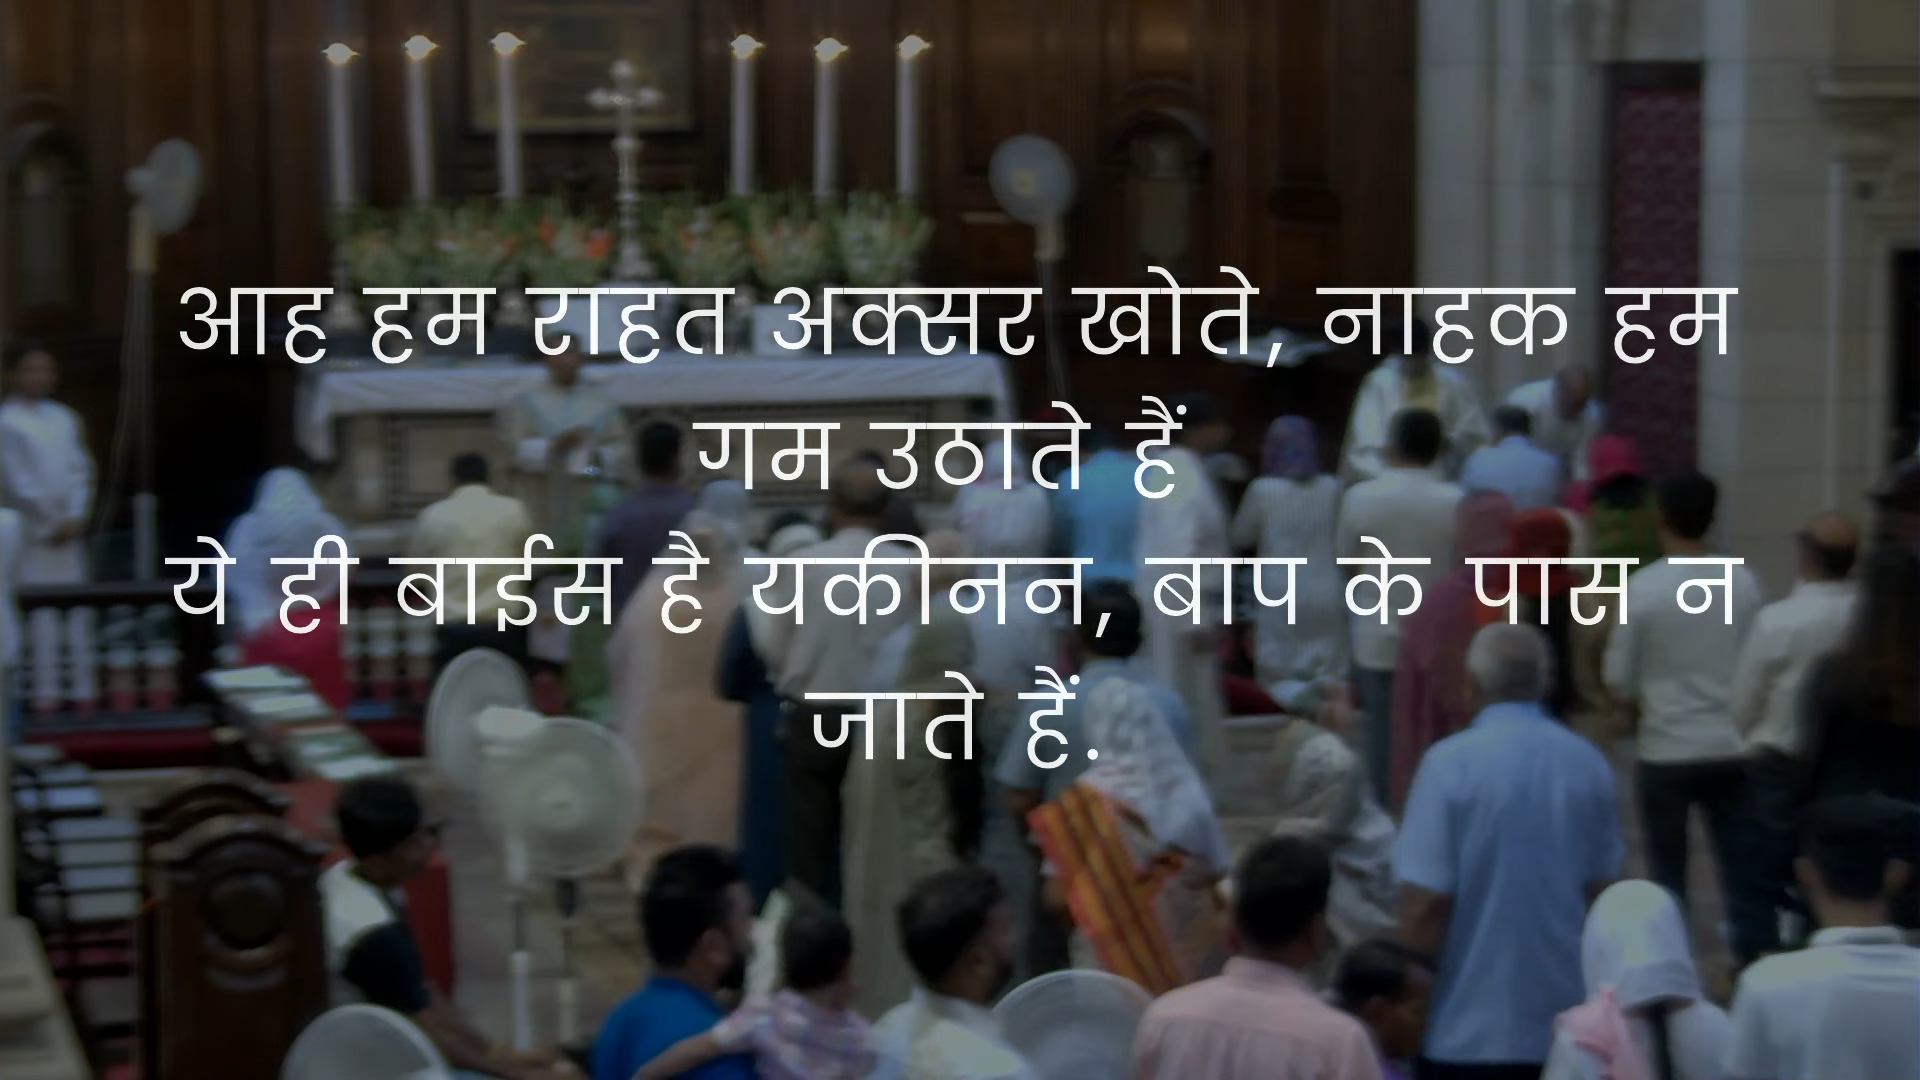 आह हम राहत अक्सर खोते, नाहक हम
गम उठाते हैं
ये ही बाईस है यकीनन, बाप के पास न
जाते हैं.